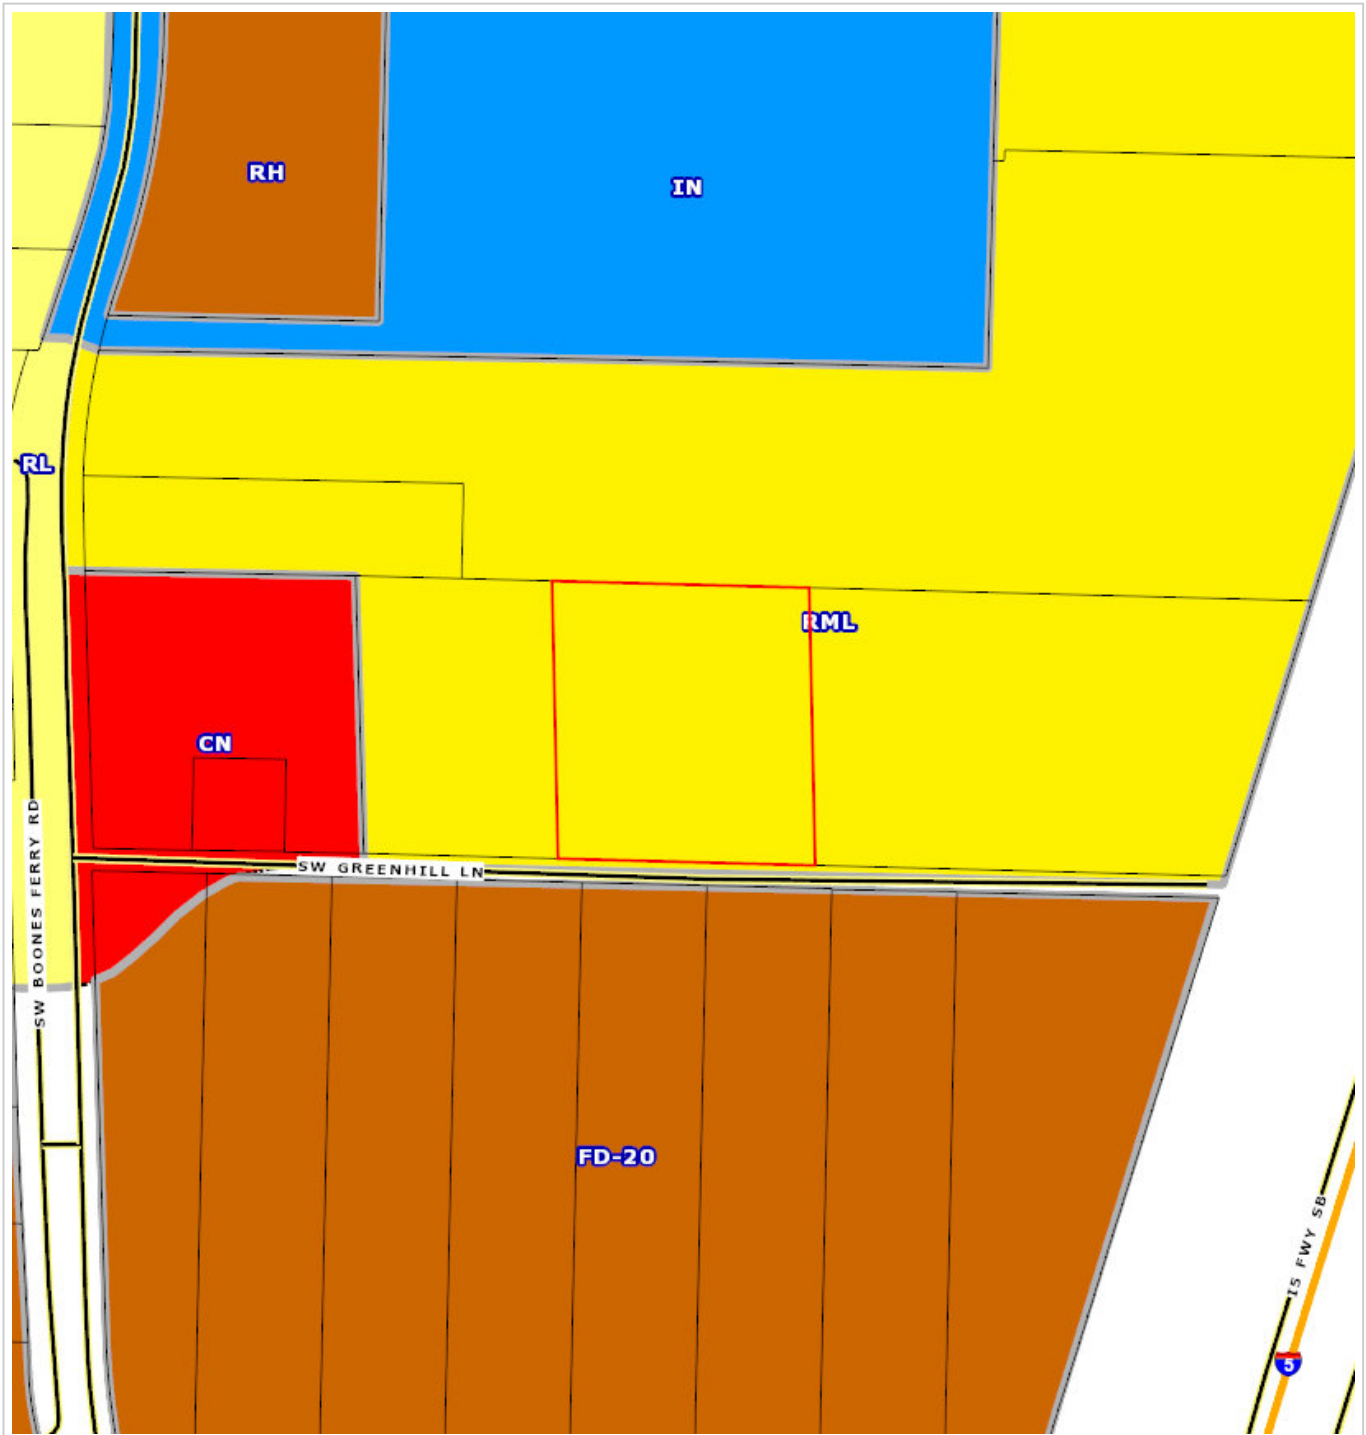 RH
IN
RL
RML
CN
SW GREENHILL LN
SW BOONES FERRY RD
FD-20
I5 FWY SB
5